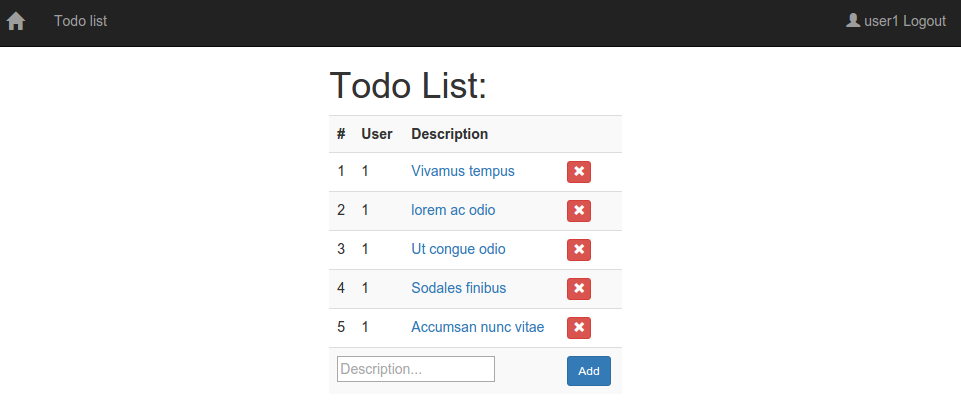 Todo list user1 Logout
Todo List:
# User Description
1 1 Vivamus tempus
2 1 lorem ac odio
3 1 Ut congue odio
4 1 Sodales finibus
5 1 Accumsan nunc vitae
Description... Add